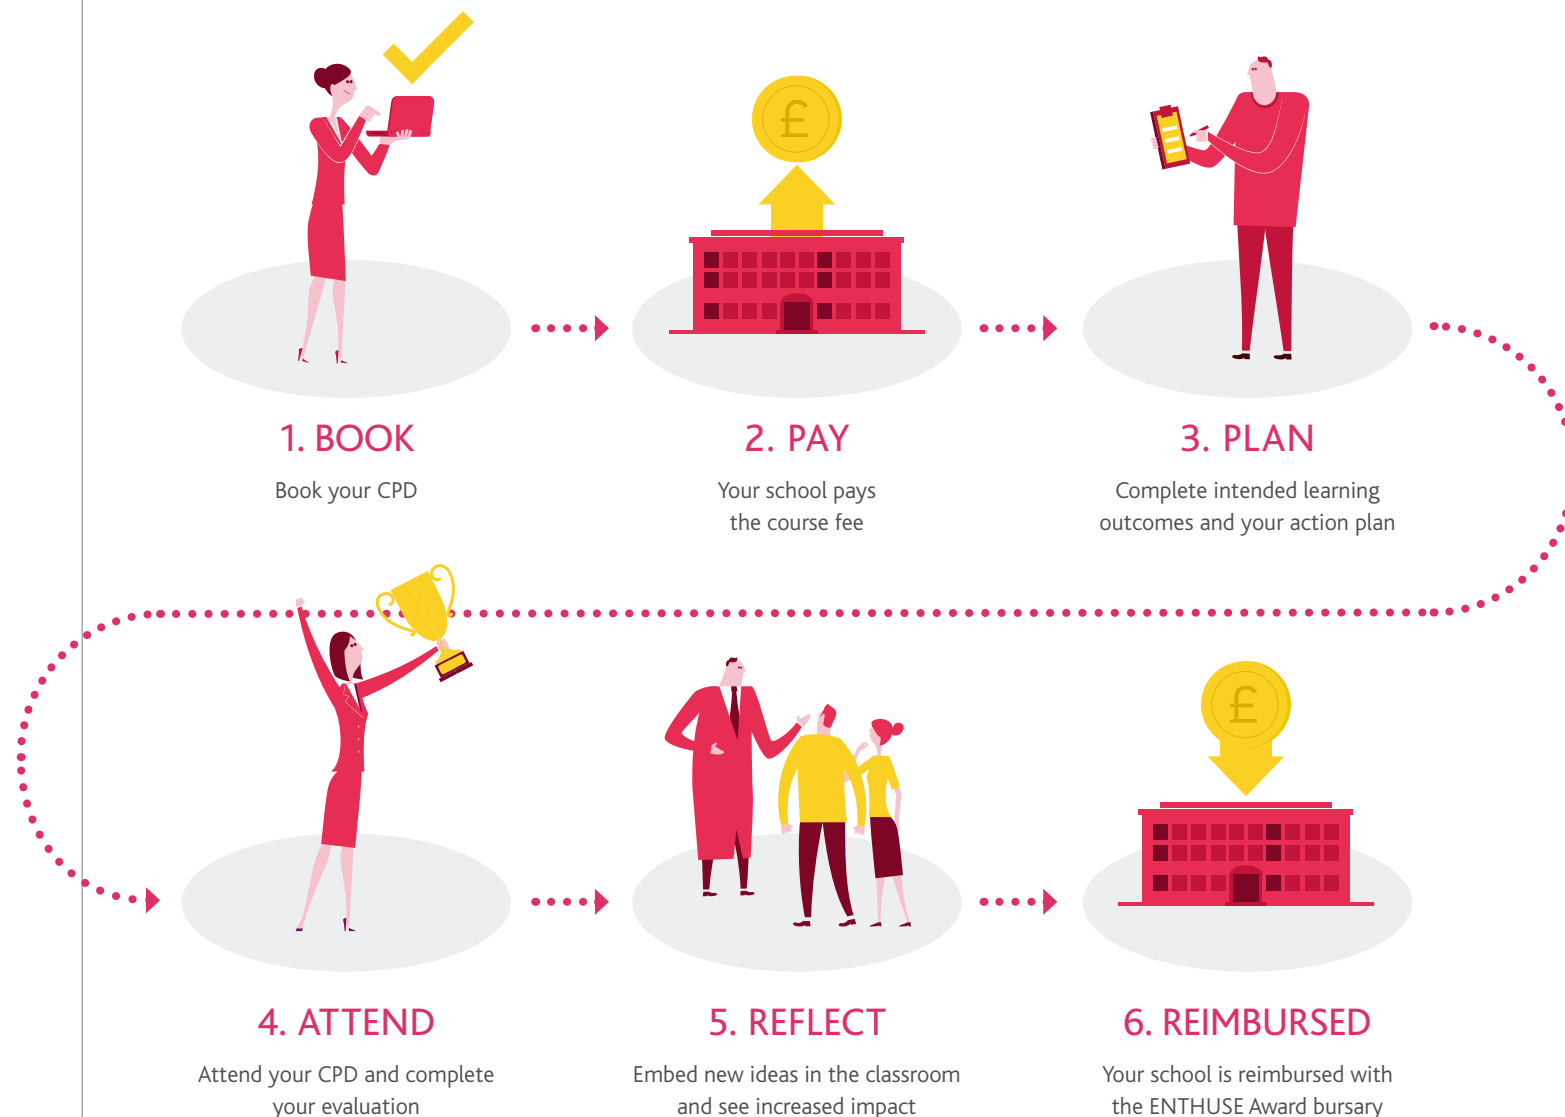 £
1. BOOK
Book your CPD
2. PAY
Your school pays
the course fee
3. PLAN
Complete intended learning
outcomes and your action plan
4. ATTEND
Attend your CPD and complete
your evaluation
5. REFLECT
Embed new ideas in the classroom
and see increased impact
£
6. REIMBURSED
Your school is reimbursed with
the ENTHUSE Award bursary